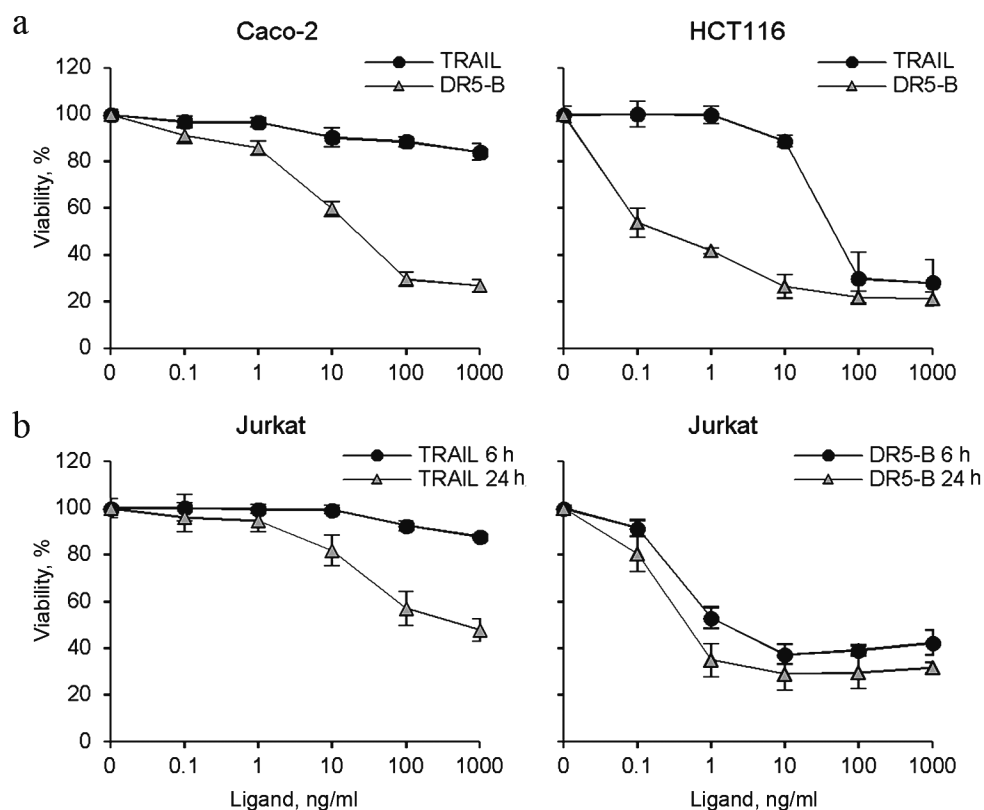 a
Caco-2
TRAIL
DR5-B
Viability, %
120
100
80
60
40
20
0
0 0.1 1 10 100 1000
HCT116
TRAIL
DR5-B
0 0.1 1 10 100 1000
b
Jurkat
TRAIL 6 h
TRAIL 24 h
Viability, %
120
100
80
60
40
20
0
0 0.1 1 10 100 1000
Ligand, ng/ml
Jurkat
DR5-B 6 h
DR5-B 24 h
0 0.1 1 10 100 1000
Ligand, ng/ml